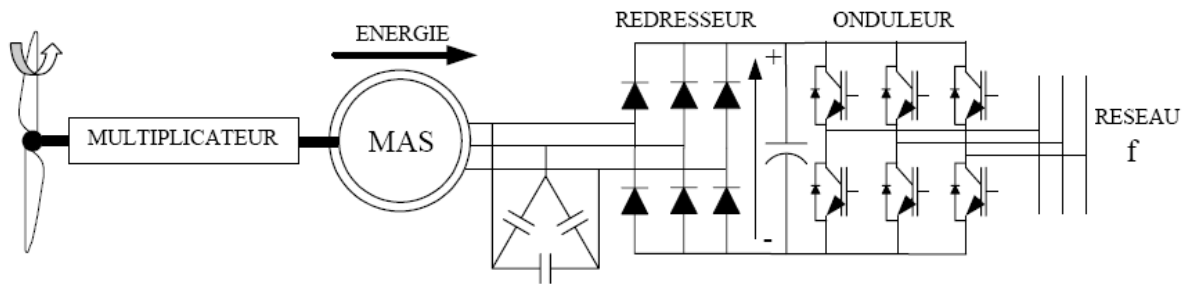 REDRESSEUR
ONDULEUR
ENERGIE
+
MULTIPLICATEUR
MAS
RESEAU
f
-